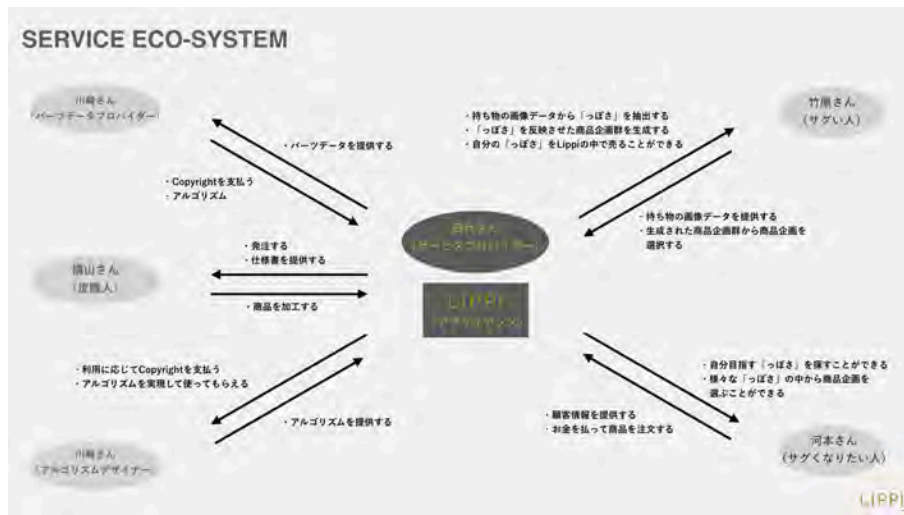 SERVICE ECO-SYSTEM
川崎さん
(パーツデータプロバイダー)
・パーツデータを提供する
・Copyrightを支払う
・アルゴリズム
・持ち物の画像データから「っぽさ」を抽出する
・「っぽさ」を反映させた商品企画群を生成する
・自分の「っぽさ」をLippiの中で売ることができる
竹原さん
(サグい人)
・持ち物の画像データを提供する
・生成された商品企画群から商品企画を
選択する
(サービスプロバイダー)
LIPPI
・発注する
・仕様書を提供する
・商品を加工する
(皮職人)
・利用に応じてCopyrightを支払う
・アルゴリズムを実現して使ってもらえる
・アルゴリズムを提供する
川崎さん
(アルゴリズムデザイナー)
・自分目指す「っぽさ」を探すことができる
・様々な「っぽさ」の中から商品企画を
選ぶことができる
・顧客情報を提供する
・お金を払って商品を注文する
河本さん
(サグくなりたい人)
LIPPI